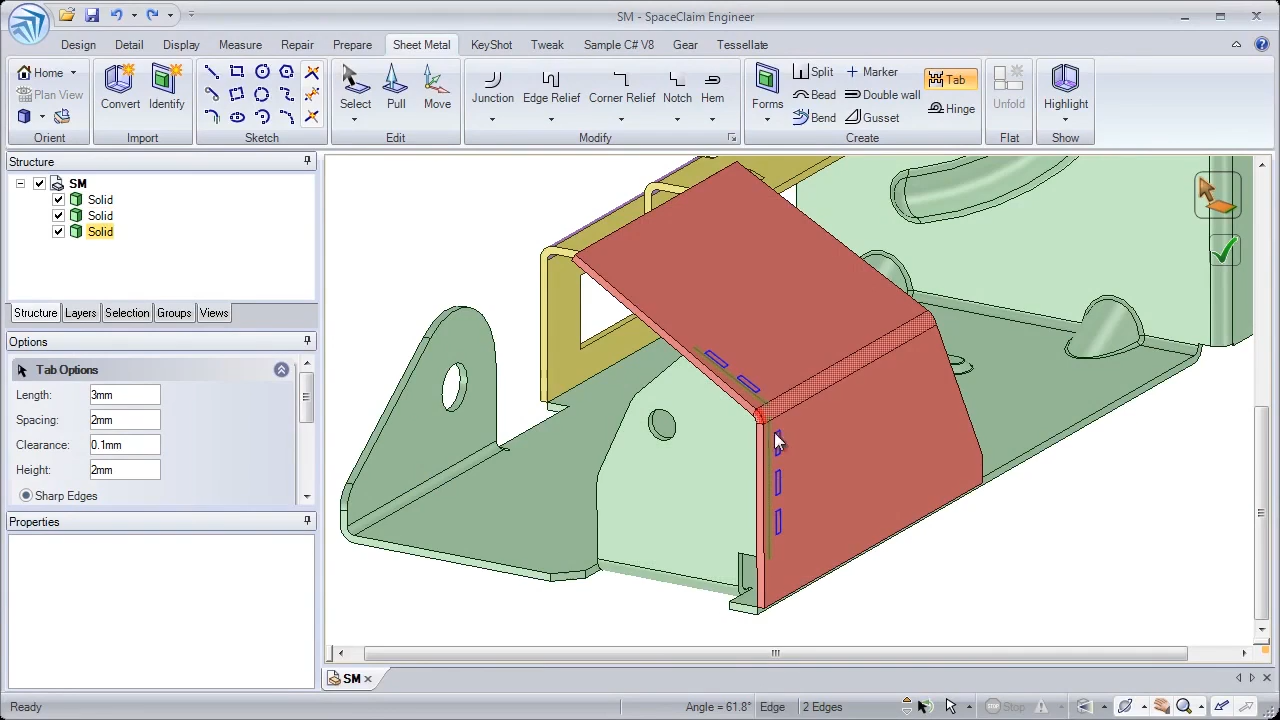 SM - SpaceClaim Engineer
Design Detail Display Measure Repair Prepare Sheet Metal KeyShot Tweak Sample C# V8 Gear Tessellate
Home
Plan View
Orient
Convert Identify
Import
Sketch
Select Pull Move
Edit
Junction Edge Relief Corner Relief Notch Hem
Modify
Forms
Split Marker Tab
Bead Double wall Hinge
Bend Gusset
Create
Unfold
Flat
Highlight
Show
Structure
SM
Solid
Solid
Solid
Structure Layers Selection Groups Views
Options
Tab Options
Length: 3mm
Spacing: 2mm
Clearance: 0.1mm
Height: 2mm
Sharp Edges
Properties
SM
Ready
Angle = 61.8° Edge 2 Edges
Stop